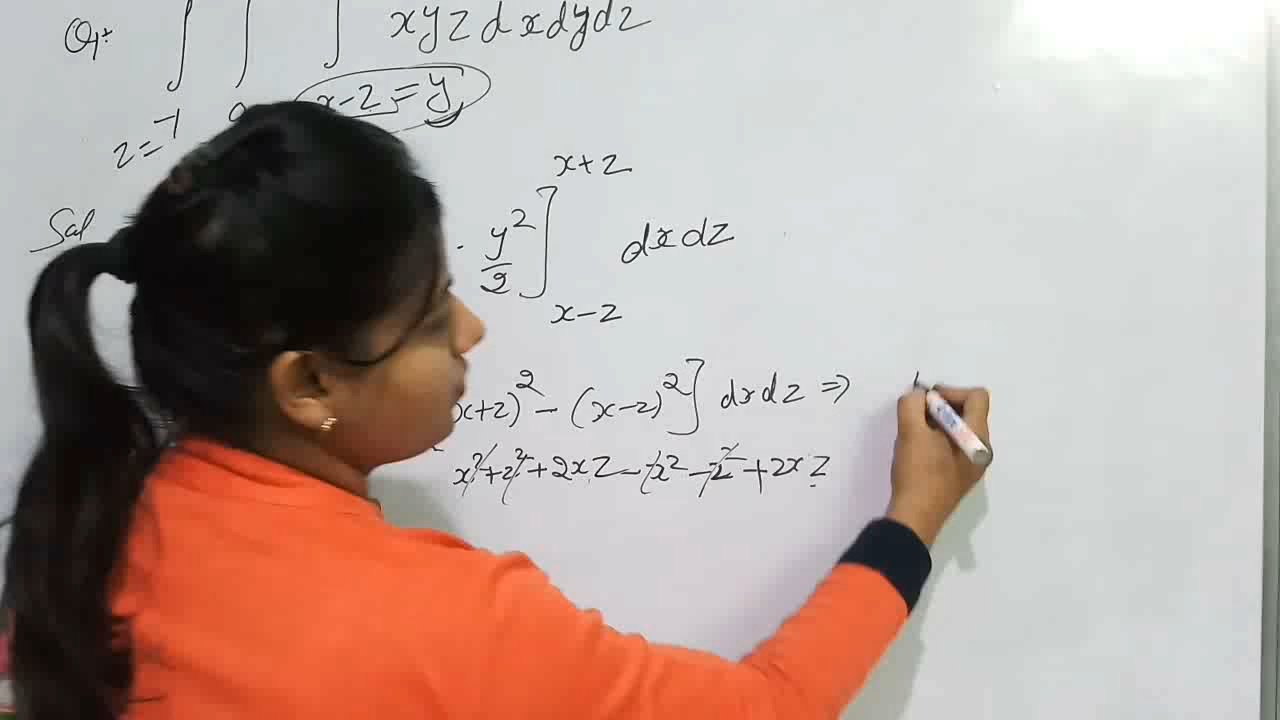 Q1: ∫ ∫ ∫ xyz dx dy dz
z=-1 0 x-z=y
x+z
Sol y²/2 ] dx dz
x-z
x+z)² - (x-z)² ] dx dz ⇒
x²+z²+2xz-x²-z²+2xz